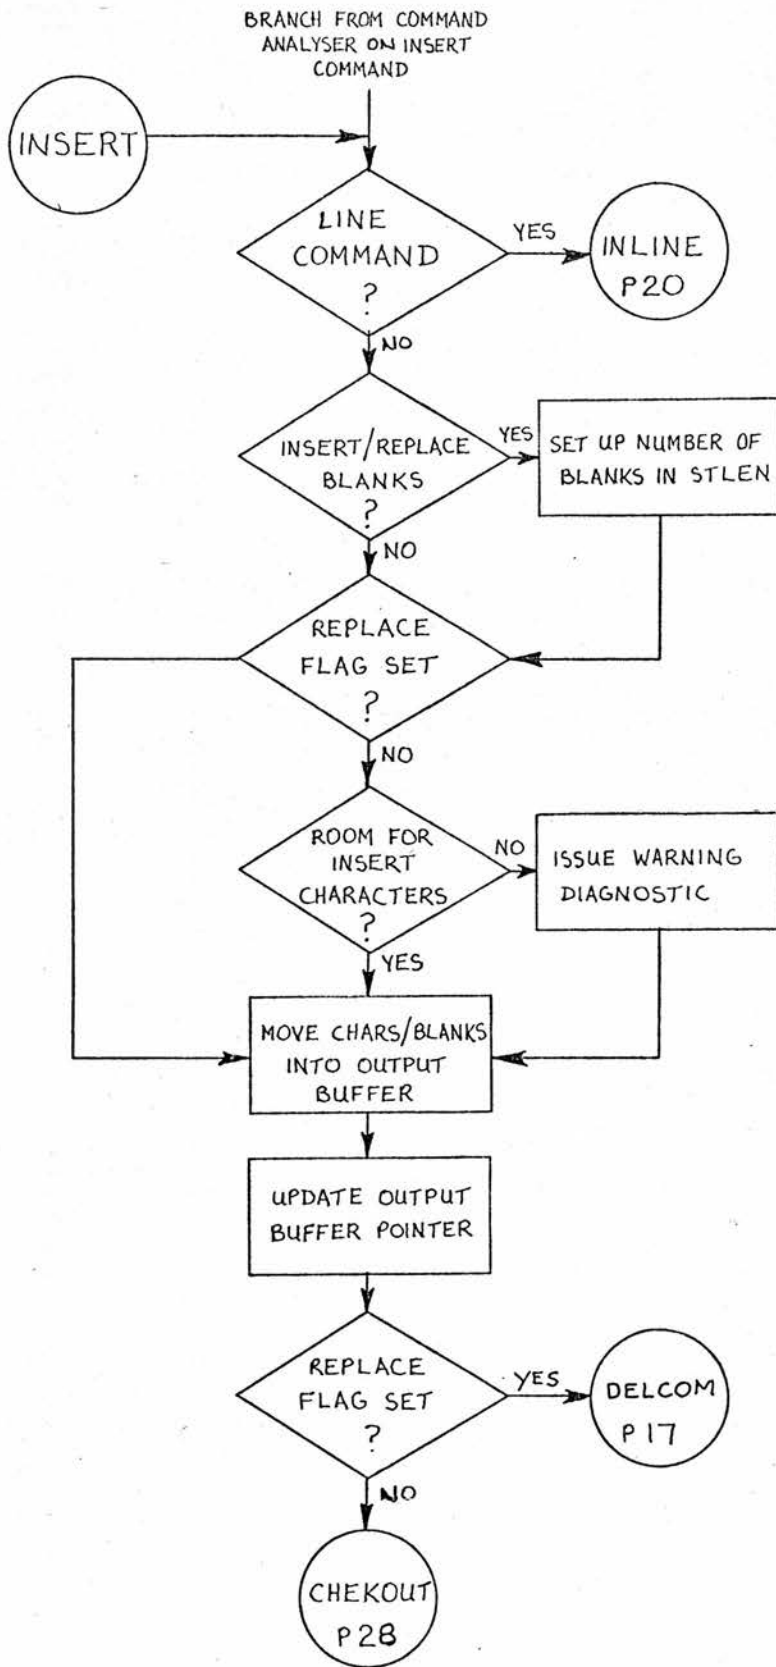 BRANCH FROM COMMAND
ANALYSER ON INSERT
COMMAND
INSERT
LINE
COMMAND
?
YES
INLINE
P20
NO
INSERT/REPLACE
BLANKS
?
YES
SET UP NUMBER OF
BLANKS IN STLEN
NO
REPLACE
FLAG SET
?
NO
ROOM FOR
INSERT
CHARACTERS
?
NO
ISSUE WARNING
DIAGNOSTIC
YES
MOVE CHARS/BLANKS
INTO OUTPUT
BUFFER
UPDATE OUTPUT
BUFFER POINTER
REPLACE
FLAG SET
?
YES
DELCOM
P17
NO
CHEKOUT
P28